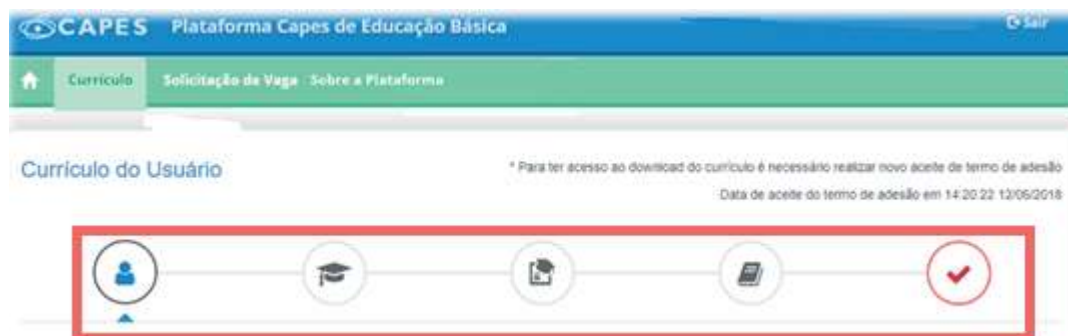 CAPES Plataforma Capes de Educação Básica Sair
Currículo Solicitação de Vaga Sobre a Plataforma
Currículo do Usuário
* Para ter acesso ao download do currículo é necessário realizar novo aceite de termo de adesão
Data de aceite do termo de adesão em 14:20:22 12/06/2018